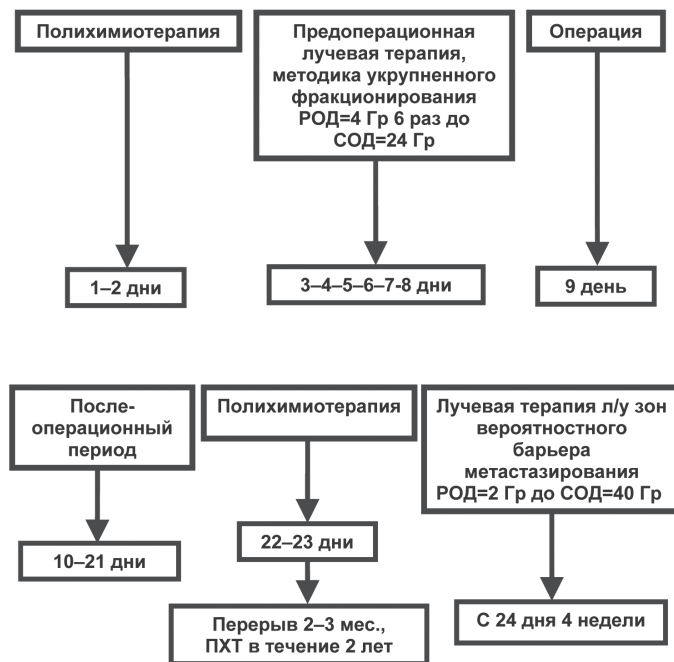 Полихимиотерапия
Предоперационная
лучевая терапия,
методика укрупненного
фракционирования
РОД=4 Гр 6 раз до
СОД=24 Гр
Операция
1–2 дни
3–4–5–6–7-8 дни
9 день
После-
операционный
период
Полихимиотерапия
Лучевая терапия л/у зон
вероятностного
барьера
метастазирования
РОД=2 Гр до СОД=40 Гр
10–21 дни
22–23 дни
Перерыв 2–3 мес.,
ПХТ в течение 2 лет
С 24 дня 4 недели